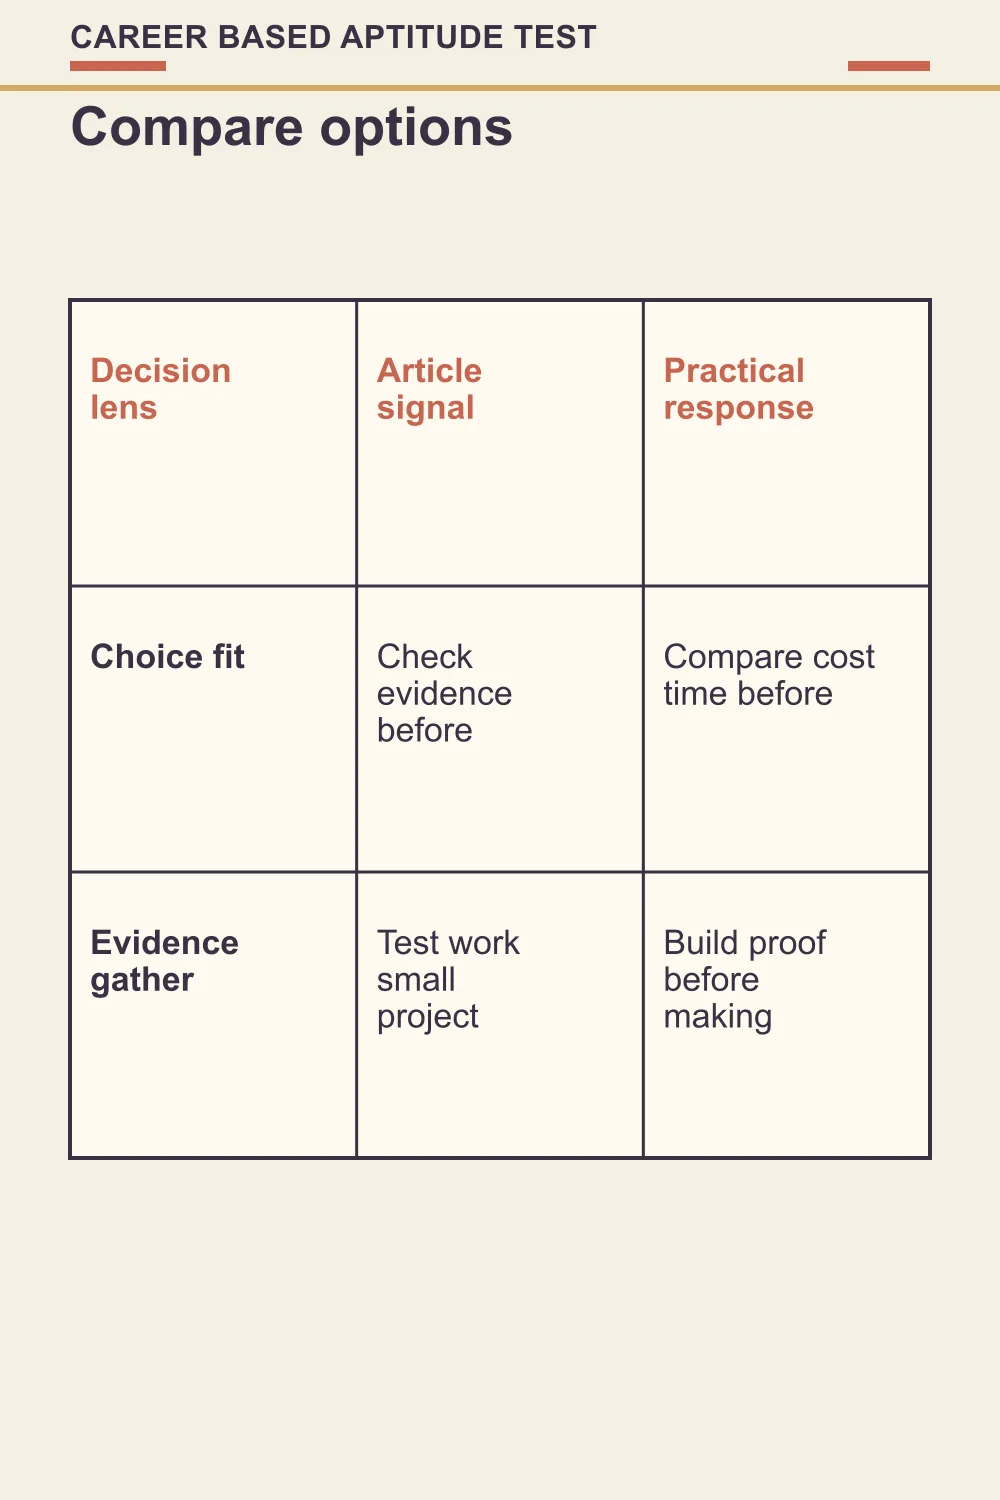 CAREER BASED APTITUDE TEST
Compare options
Decision
lens
Article
signal
Practical
response
Choice fit
Check
evidence
before
Compare cost
time before
Evidence
gather
Test work
small
project
Build proof
before
making